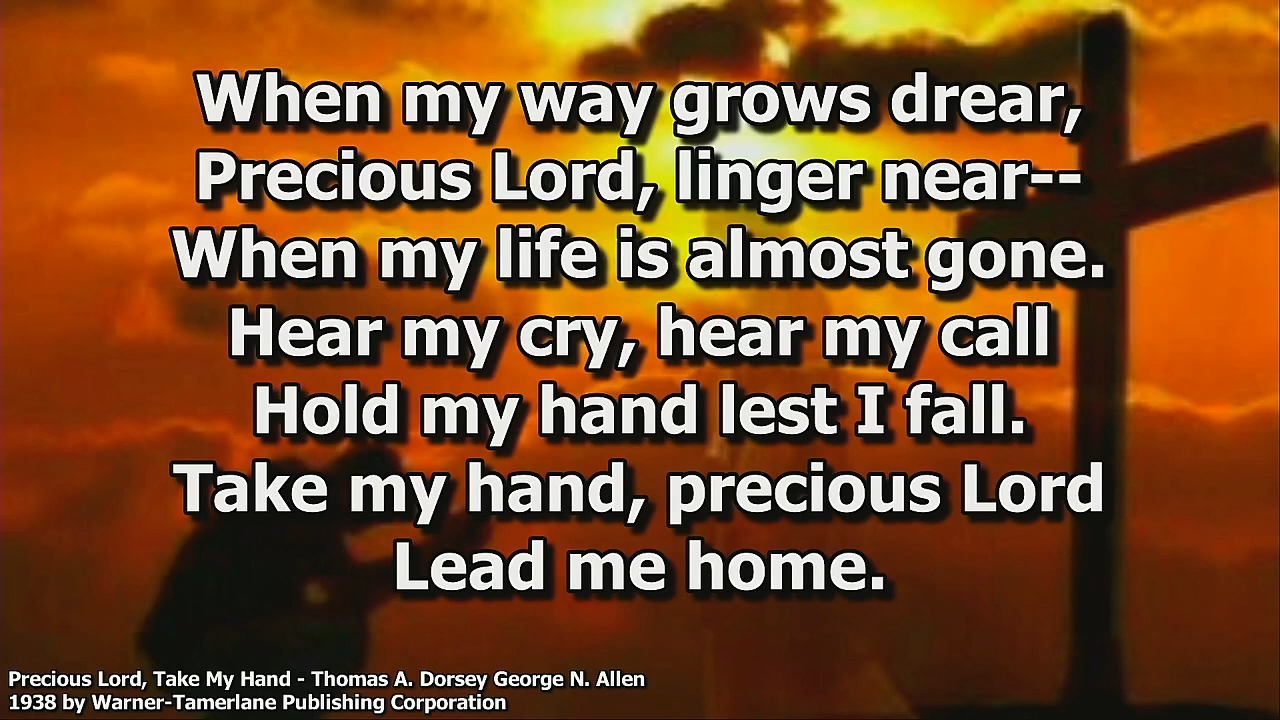 When my way grows drear,
Precious Lord, linger near--
When my life is almost gone.
Hear my cry, hear my call
Hold my hand lest I fall.
Take my hand, precious Lord
Lead me home.
Precious Lord, Take My Hand - Thomas A. Dorsey George N. Allen
1938 by Warner-Tamerlane Publishing Corporation